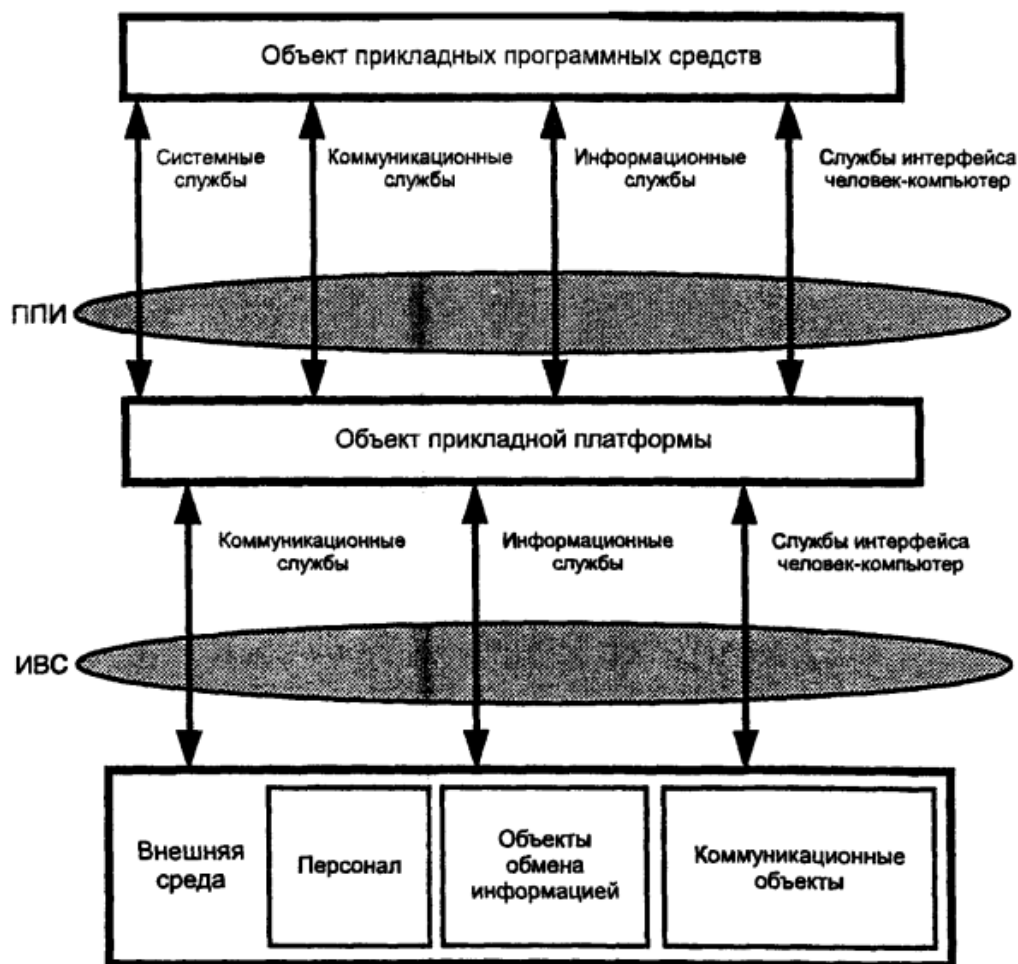 Объект прикладных программных средств
Системные
службы
Коммуникационные
службы
Информационные
службы
Службы интерфейса
человек-компьютер
ППИ
Объект прикладной платформы
Коммуникационные
службы
Информационные
службы
Службы интерфейса
человек-компьютер
ИВС
Внешняя
среда
Персонал
Объекты
обмена
информацией
Коммуникационные
объекты